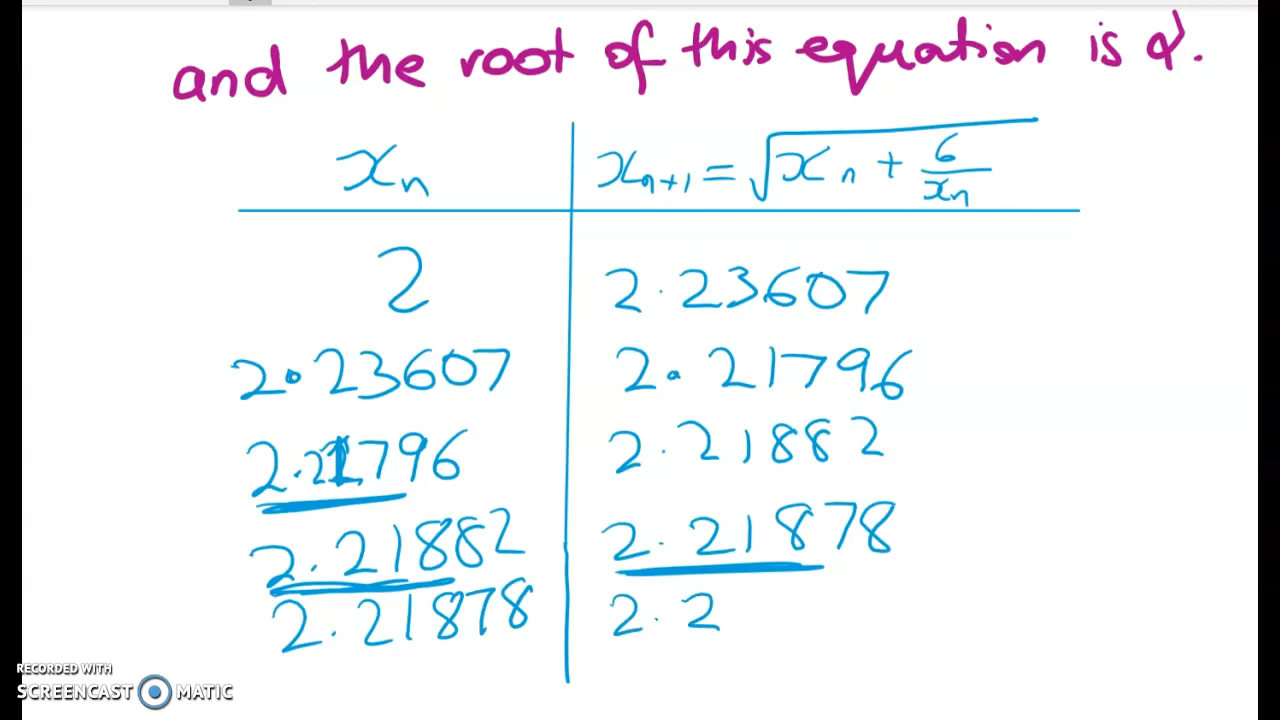 and the root of this equation is α.
xₙ xₙ₊₁ = √(xₙ + 6/xₙ)
2 2.23607
2.23607 2.21796
2.21796 2.21882
2.21882 2.21878
2.21878 2.2
RECORDED WITH
SCREENCAST MATIC